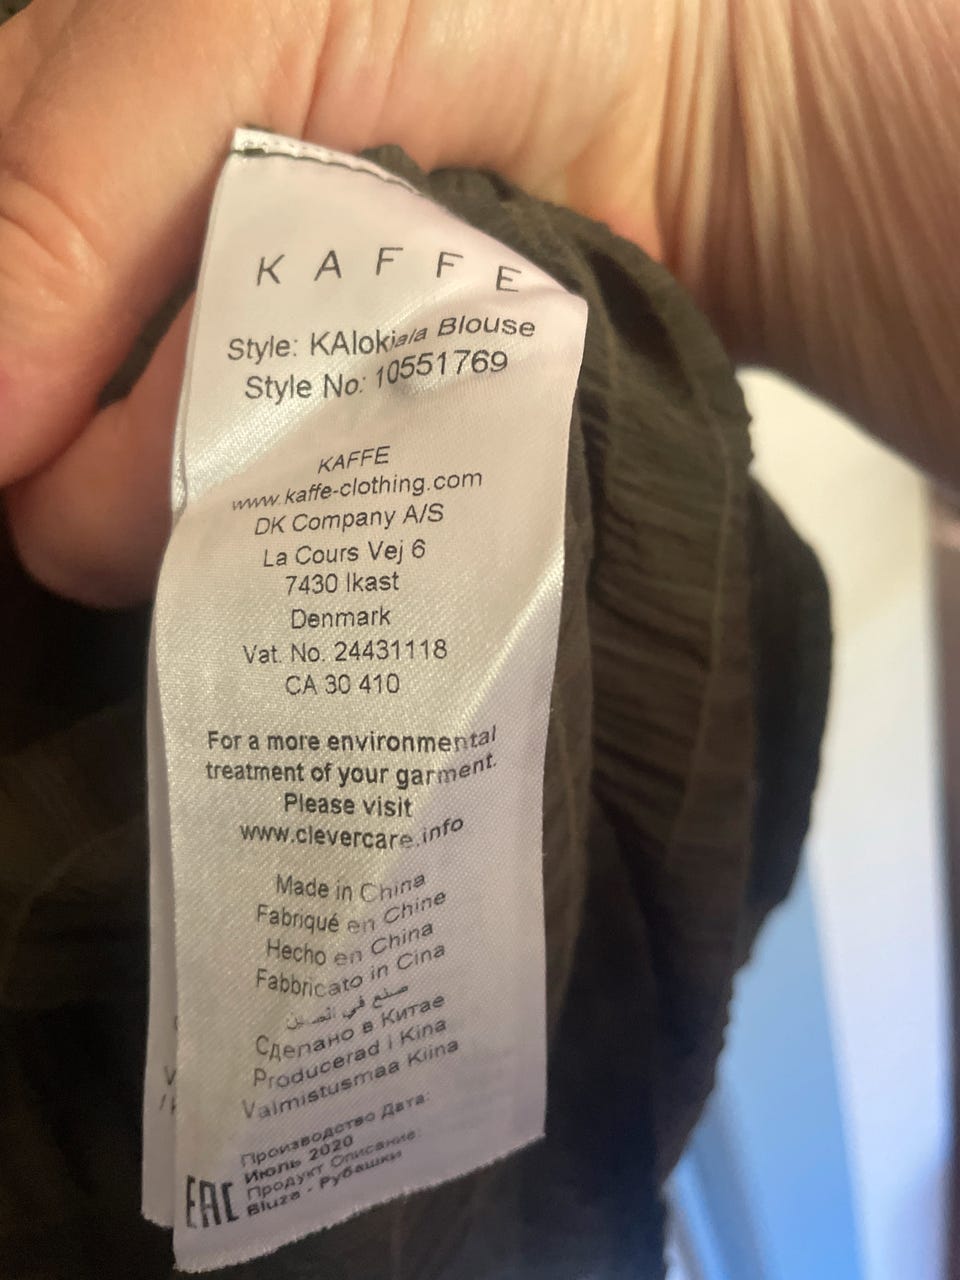 K A F F E
Style: KAlokiala Blouse
Style No: 10551769
KAFFE
www.kaffe-clothing.com
DK Company A/S
La Cours Vej 6
7430 Ikast
Denmark
Vat. No. 24431118
CA 30 410
For a more environmental
treatment of your garment.
Please visit
www.clevercare.info
Made in China
Fabriqué en Chine
Hecho en China
Fabbricato in Cina
صنع في الصين
Сделано в Китае
Producerad i Kina
Valmistusmaa Kiina
Производство Дата:
Июль 2020
Продукт Описание:
Bluze - Рубашки
EAC